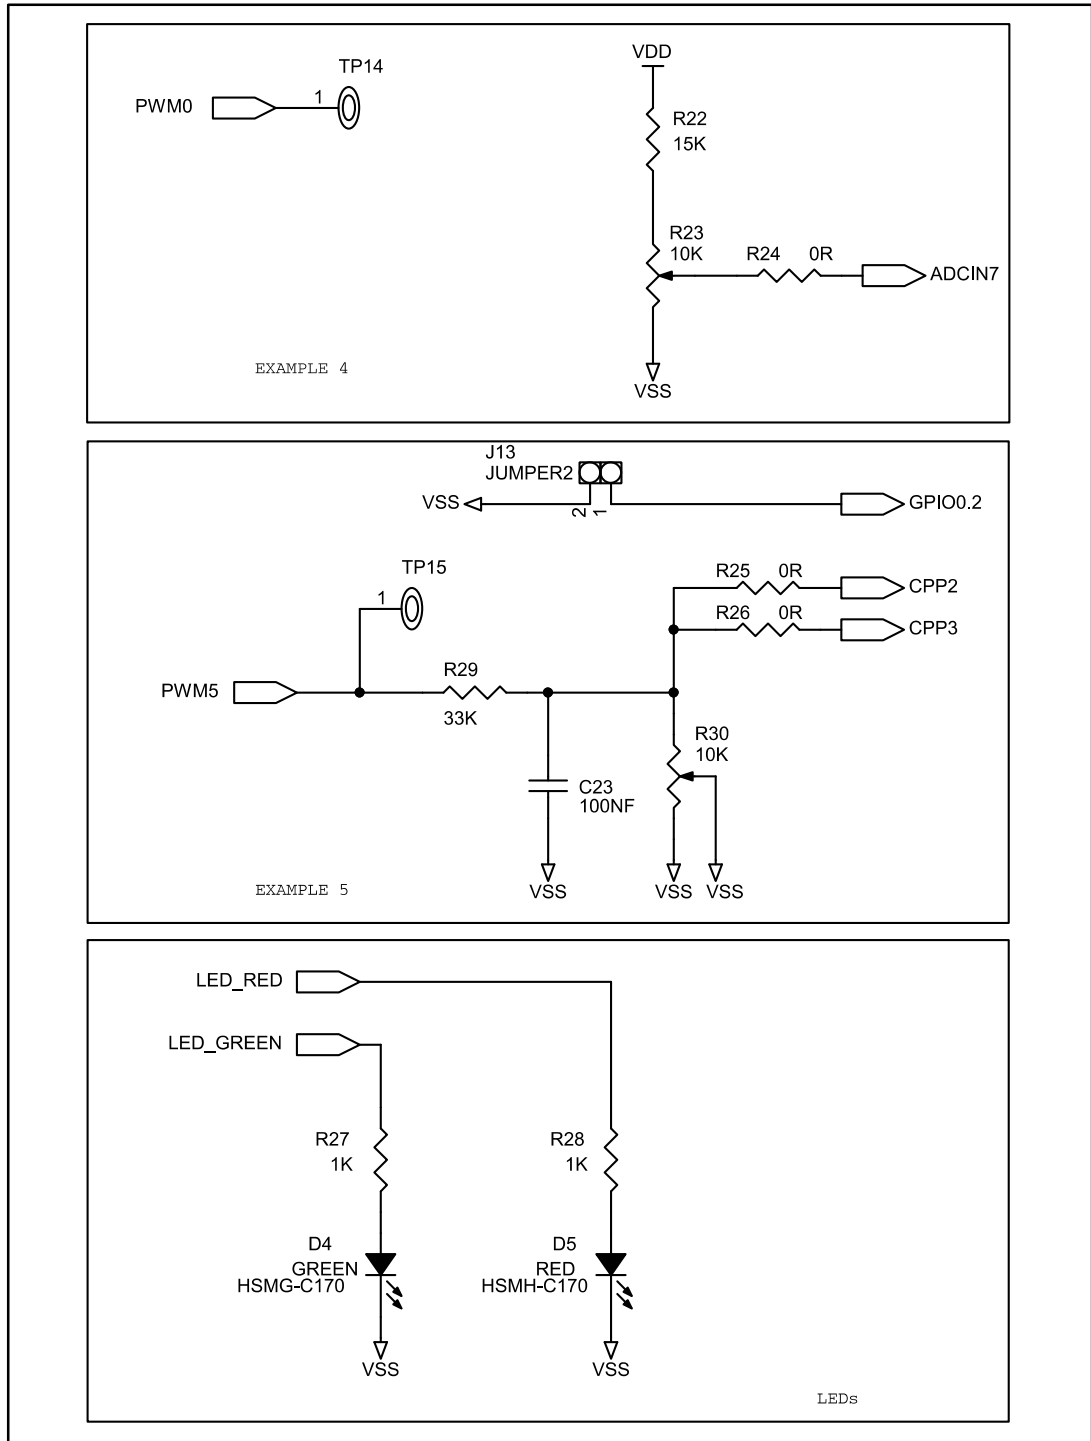 TP14
PWM0
1
VDD
R22
15K
R23
10K
R24 0R
ADCIN7
VSS
EXAMPLE 4
J13
JUMPER2
VSS
2
1
GPIO0.2
TP15
1
R25 0R
CPP2
R26 0R
CPP3
PWM5
R29
33K
R30
10K
C23
100NF
VSS
VSS
VSS
EXAMPLE 5
LED_RED
LED_GREEN
R27
1K
R28
1K
D4
GREEN
HSMG-C170
D5
RED
HSMH-C170
VSS
VSS
LEDs